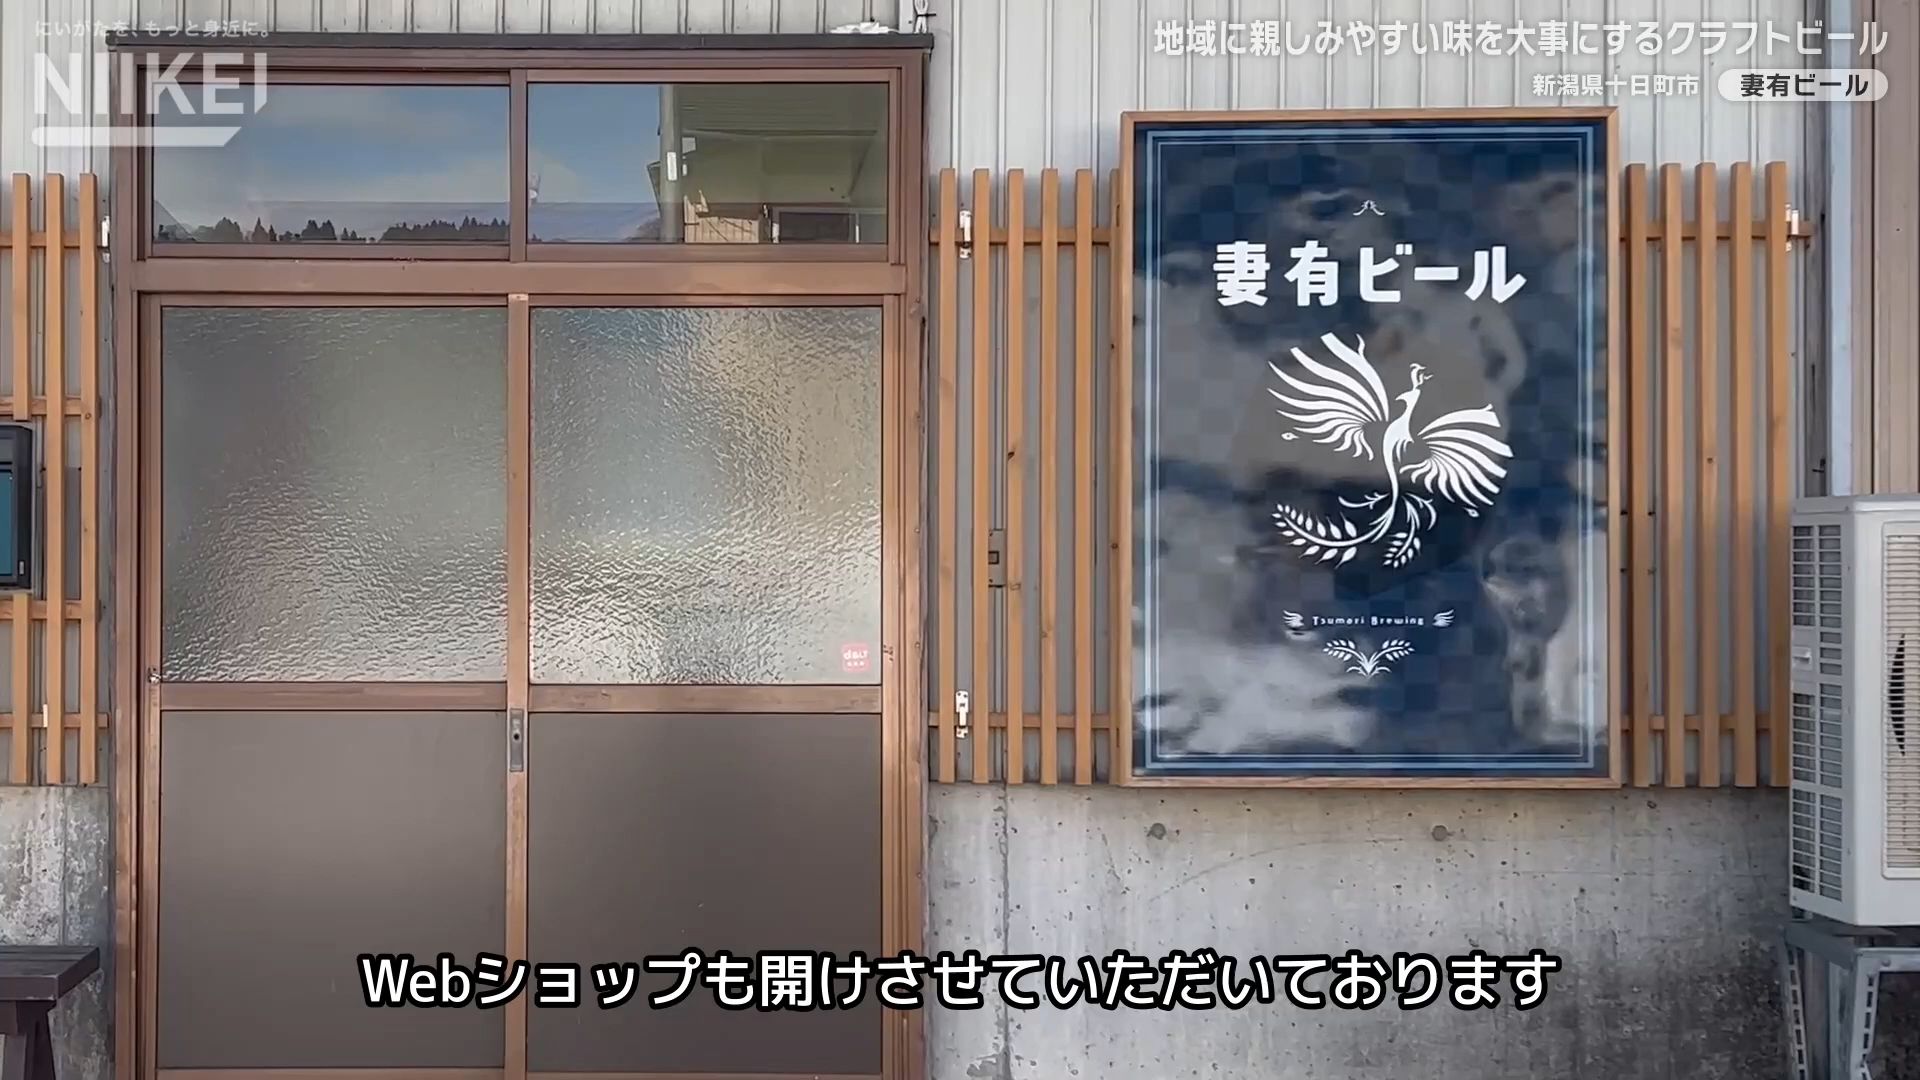 にいがたを、もっと身近に。
NIIKEI
地域に親しみやすい味を大事にするクラフトビール
新潟県十日町市 妻有ビール
妻有ビール
Tsumari Brewing
Webショップも開けさせていただいております